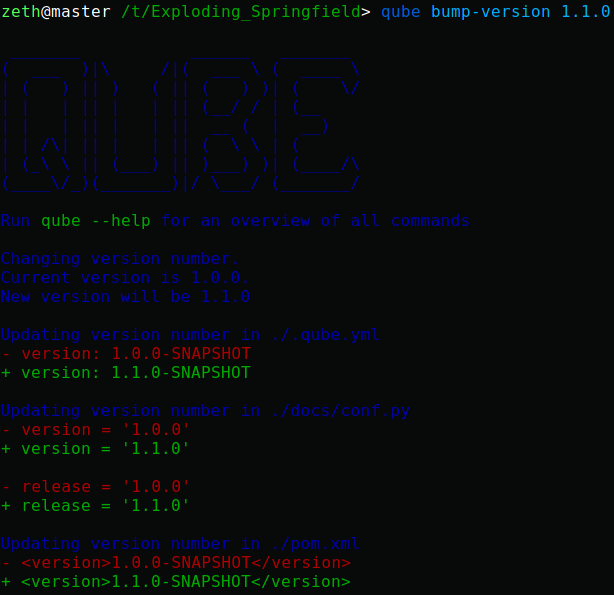 zeth@master /t/Exploding_Springfield> qube bump-version 1.1.0
QUBE
Run qube --help for an overview of all commands
Changing version number.
Current version is 1.0.0.
New version will be 1.1.0
Updating version number in ./.qube.yml
- version: 1.0.0-SNAPSHOT
+ version: 1.1.0-SNAPSHOT
Updating version number in ./docs/conf.py
- version = '1.0.0'
+ version = '1.1.0'
- release = '1.0.0'
+ release = '1.1.0'
Updating version number in ./pom.xml
- <version>1.0.0-SNAPSHOT</version>
+ <version>1.1.0-SNAPSHOT</version>